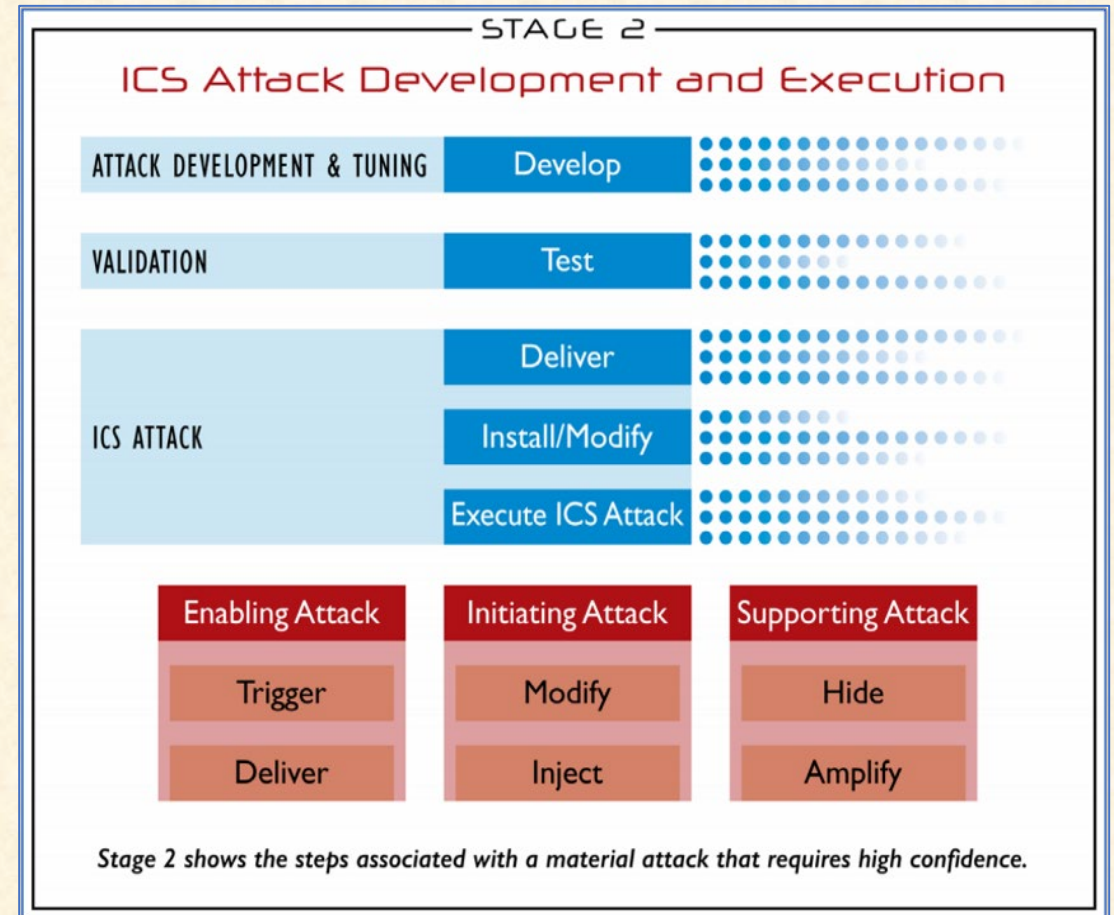 STAGE 2
ICS Attack Development and Execution
ATTACK DEVELOPMENT & TUNING
Develop
VALIDATION
Test
ICS ATTACK
Deliver
Install/Modify
Execute ICS Attack
Enabling Attack
Initiating Attack
Supporting Attack
Trigger
Modify
Hide
Deliver
Inject
Amplify
Stage 2 shows the steps associated with a material attack that requires high confidence.